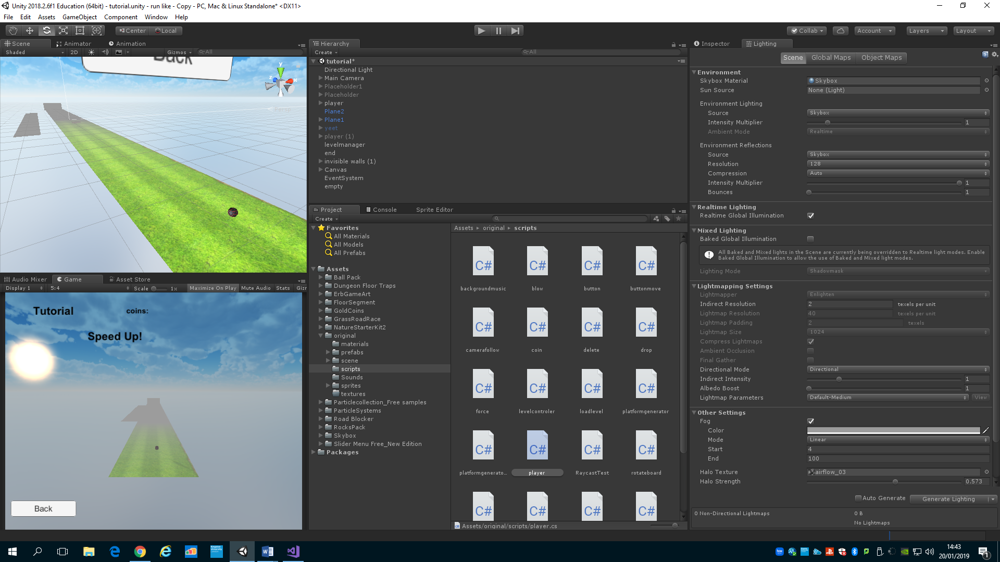 Unity 2018.2.6f1 Education (64bit) - tutorial.unity - run like - Copy - PC, Mac & Linux Standalone* <DX11>
File Edit Assets GameObject Component Window Help
Center Local
Collab Account Layers Layout
Scene Animator Animation
Shaded 2D Gizmos All
Back
y
z x
Persp
Hierarchy
Create All
tutorial*
Directional Light
Main Camera
Placeholder1
Placeholder
player
Plane2
Plane1
yeet
player (1)
levelmanager
end
invisible walls (1)
Canvas
EventSystem
empty
Project Console Sprite Editor
Create
Favorites
All Materials
All Models
All Prefabs
Assets
Ball Pack
Dungeon Floor Traps
ErbGameArt
FloorSegment
GoldCoins
GrassRoadRace
NatureStarterKit2
original
materials
prefabs
scene
scripts
Sounds
sprites
textures
Particlecollection_Free samples
ParticleSystems
Road Blocker
RocksPack
Skybox
Slider Menu Free_New Edition
Packages
Assets original scripts
C# C# C# C#
backgroundmusic blow button buttonmove
C# C# C# C#
camerafollow coin delete drop
C# C# C# C#
force levelcontroler loadlevel platformgenerator
C# C# C# C#
platformgenerato... player RaycastTest rotateboard
C# C# C# C#
Assets/original/scripts/player.cs
Audio Mixer Game Asset Store
Display 1 5:4 Scale 1x Maximize On Play Mute Audio Stats Giz
Tutorial coins:
Speed Up!
Back
Inspector Lighting
Scene Global Maps Object Maps
Environment
Skybox Material Skybox
Sun Source None (Light)
Environment Lighting
Source Skybox
Intensity Multiplier 1
Ambient Mode Realtime
Environment Reflections
Source Skybox
Resolution 128
Compression Auto
Intensity Multiplier 1
Bounces 1
Realtime Lighting
Realtime Global Illumination
Mixed Lighting
Baked Global Illumination
All Baked and Mixed lights in the Scene are currently being overridden to Realtime light modes. Enable
Baked Global Illumination to allow the use of Baked and Mixed light modes.
Lighting Mode Shadowmask
Lightmapping Settings
Lightmapper Enlighten
Indirect Resolution 2 texels per unit
Lightmap Resolution 40 texels per unit
Lightmap Padding 2 texels
Lightmap Size 1024
Compress Lightmaps
Ambient Occlusion
Final Gather
Directional Mode Directional
Indirect Intensity 1
Albedo Boost 1
Lightmap Parameters Default-Medium View
Other Settings
Fog
Color
Mode Linear
Start 4
End 100
Halo Texture airflow_03
Halo Strength 0.573
Auto Generate Generate Lighting
0 Non-Directional Lightmaps 0 B
No Lightmaps
14:43
20/01/2019
1